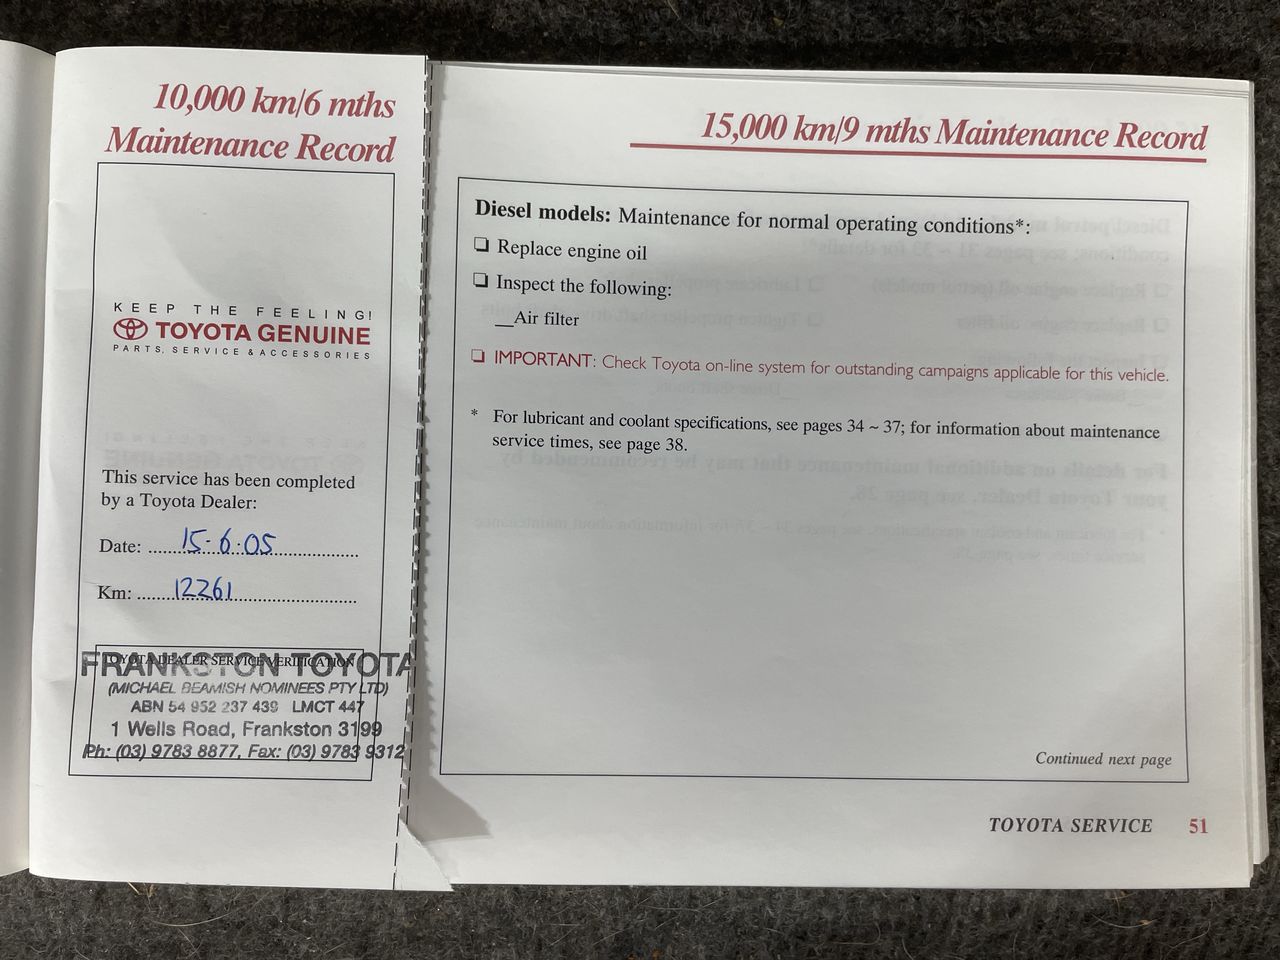 10,000 km/6 mths
Maintenance Record
KEEP THE FEELING!
TOYOTA GENUINE
PARTS, SERVICE & ACCESSORIES
This service has been completed
by a Toyota Dealer:
Date: 15-6-05
Km: 12261
TOYOTA DEALER SERVICE VERIFICATION
FRANKSTON TOYOTA
(MICHAEL BEAMISH NOMINEES PTY LTD)
ABN 54 952 237 439 LMCT 447
1 Wells Road, Frankston 3199
Ph: (03) 9783 8877, Fax: (03) 9783 9312
15,000 km/9 mths Maintenance Record
Diesel models: Maintenance for normal operating conditions*:
❏ Replace engine oil
❏ Inspect the following:
__Air filter
❏ IMPORTANT: Check Toyota on-line system for outstanding campaigns applicable for this vehicle.
* For lubricant and coolant specifications, see pages 34 ~ 37; for information about maintenance
service times, see page 38.
Continued next page
TOYOTA SERVICE 51